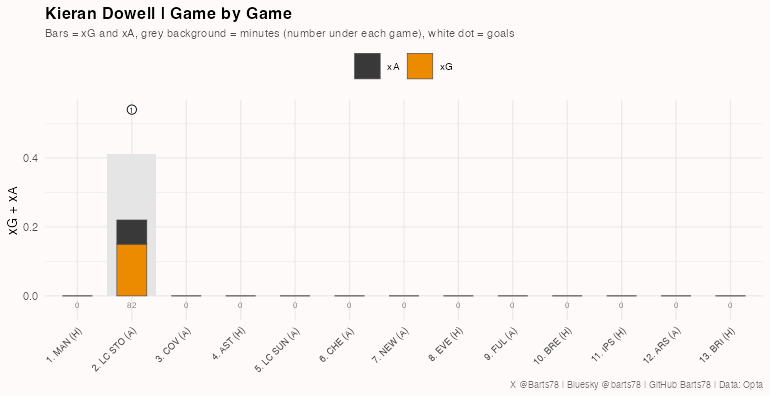 Kieran Dowell | Game by Game
Bars = xG and xA, grey background = minutes (number under each game), white dot = goals
xA xG
1
xG + xA
0.4
0.2
0.0
0 82 0 0 0 0 0 0 0 0 0 0 0
1. MAN (H)
2. LC STO (A)
3. COV (A)
4. AST (H)
5. LC SUN (A)
6. CHE (A)
7. NEW (A)
8. EVE (H)
9. FUL (A)
10. BRE (H)
11. IPS (H)
12. ARS (A)
13. BRI (H)
X @Barts78 | Bluesky @barts78 | GitHub Barts78 | Data: Opta